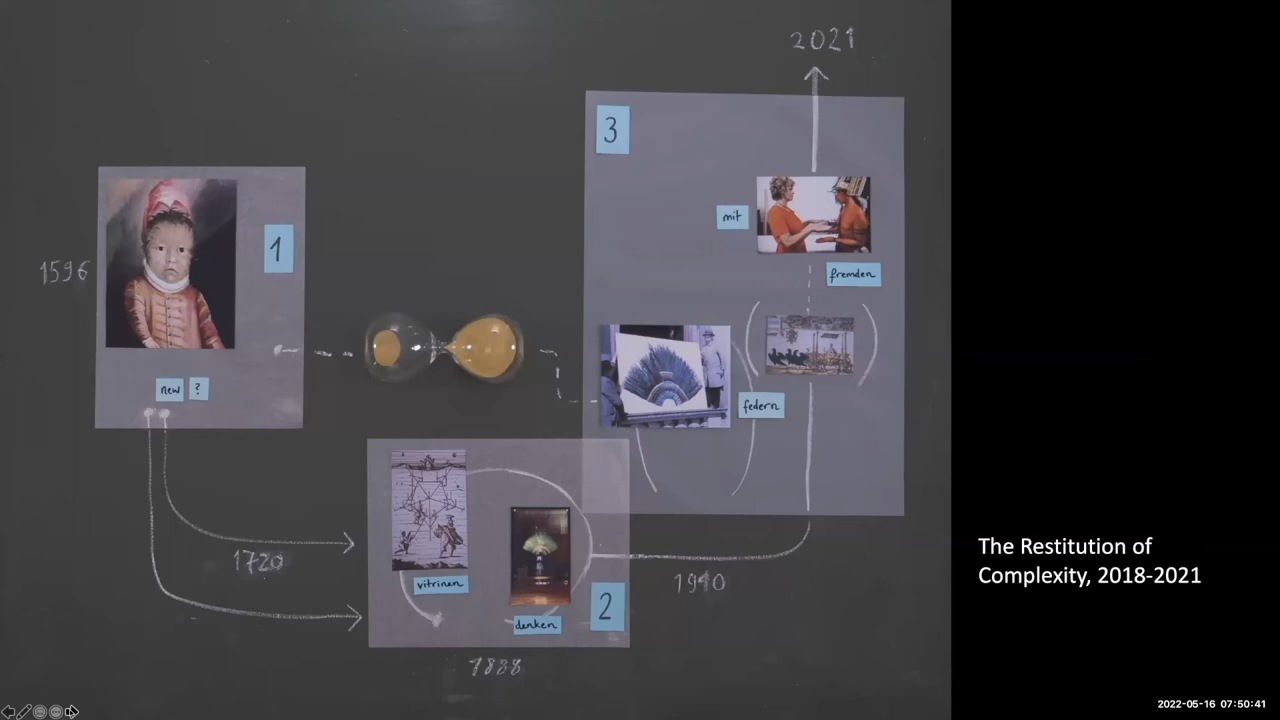 2021
3
mit
1
1596
fremden
new ?
federn
1720
vitrinen
1940
2
denken
1888
The Restitution of
Complexity, 2018-2021
2022-05-16 07:50:41